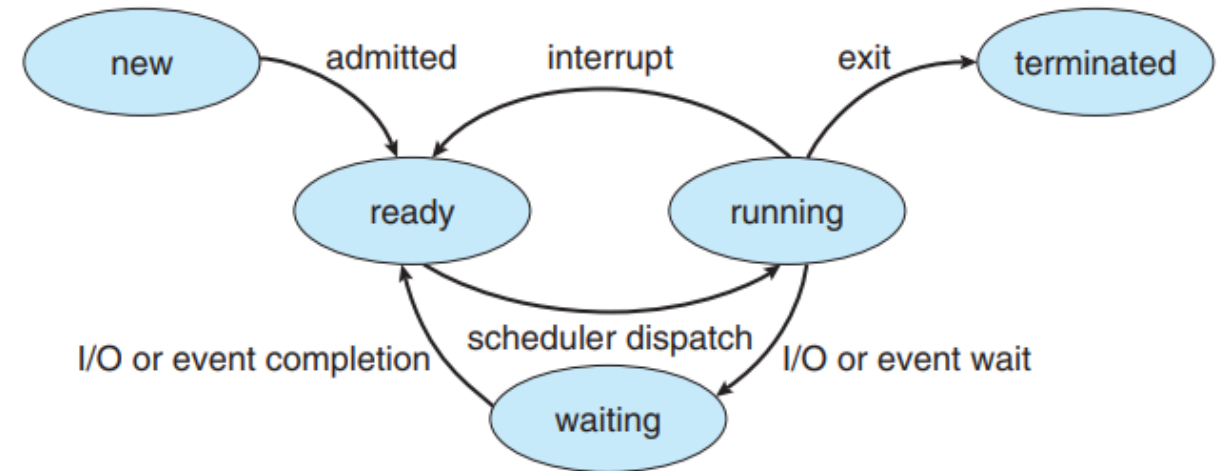 new
admitted
interrupt
exit
terminated
ready
running
scheduler dispatch
I/O or event completion
I/O or event wait
waiting